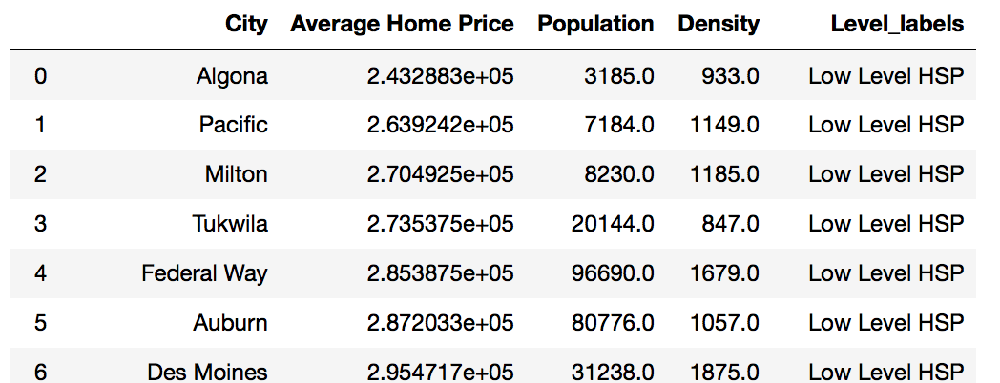 City Average Home Price Population Density Level_labels
0 Algona 2.432883e+05 3185.0 933.0 Low Level HSP
1 Pacific 2.639242e+05 7184.0 1149.0 Low Level HSP
2 Milton 2.704925e+05 8230.0 1185.0 Low Level HSP
3 Tukwila 2.735375e+05 20144.0 847.0 Low Level HSP
4 Federal Way 2.853875e+05 96690.0 1679.0 Low Level HSP
5 Auburn 2.872033e+05 80776.0 1057.0 Low Level HSP
6 Des Moines 2.954717e+05 31238.0 1875.0 Low Level HSP